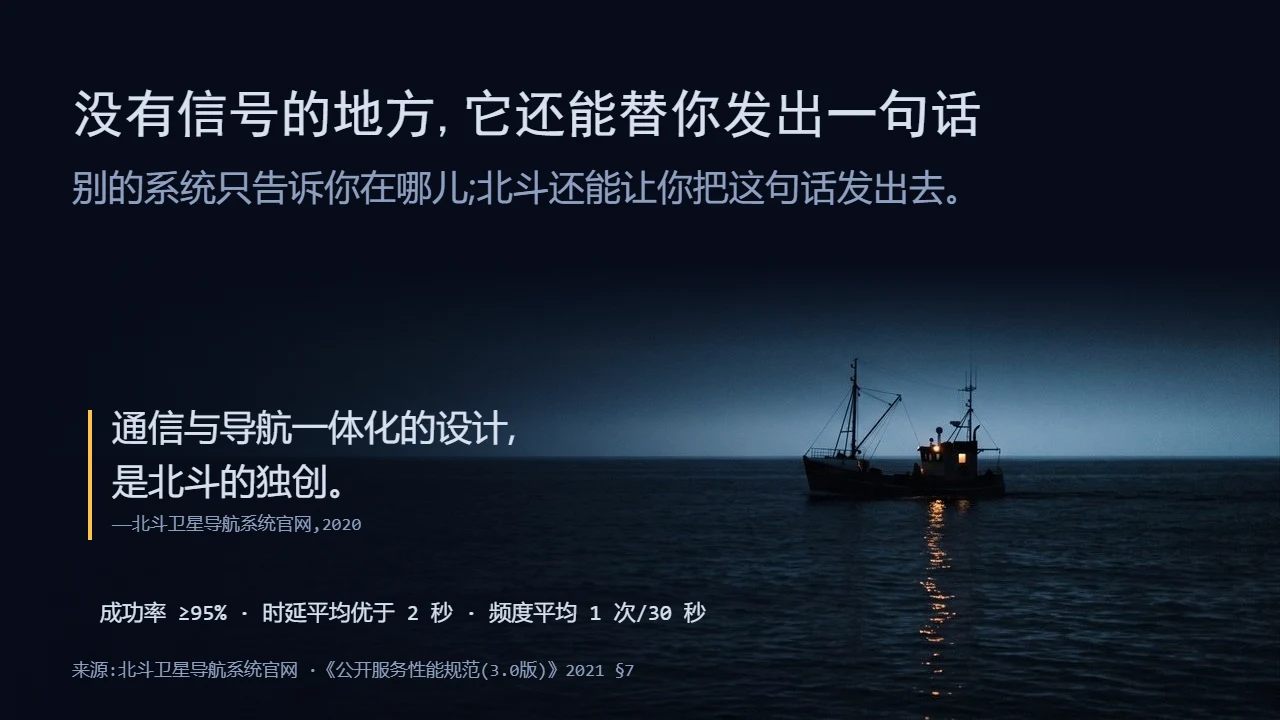 没有信号的地方,它还能替你发出一句话
别的系统只告诉你在哪儿;北斗还能让你把这句话发出去。
通信与导航一体化的设计,
是北斗的独创。
——北斗卫星导航系统官网,2020
成功率 ≥95% · 时延平均优于 2 秒 · 频度平均 1 次/30 秒
来源:北斗卫星导航系统官网 ·《公开服务性能规范(3.0版)》2021 §7